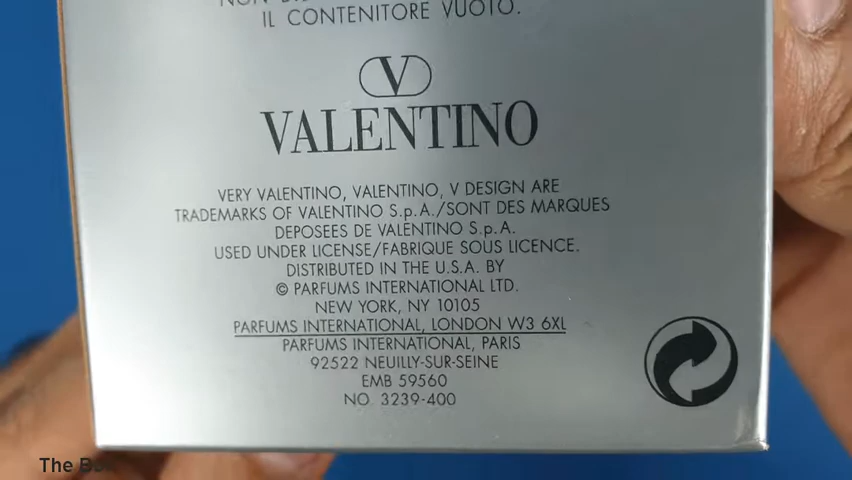 IL CONTENITORE VUOTO.
V
VALENTINO
VERY VALENTINO, VALENTINO, V DESIGN ARE
TRADEMARKS OF VALENTINO S.p.A./SONT DES MARQUES
DEPOSEES DE VALENTINO S.p.A.
USED UNDER LICENSE/FABRIQUE SOUS LICENCE.
DISTRIBUTED IN THE U.S.A. BY
© PARFUMS INTERNATIONAL LTD.
NEW YORK, NY 10105
PARFUMS INTERNATIONAL, LONDON W3 6XL
PARFUMS INTERNATIONAL, PARIS
92522 NEUILLY-SUR-SEINE
EMB 59560
NO. 3239-400
The